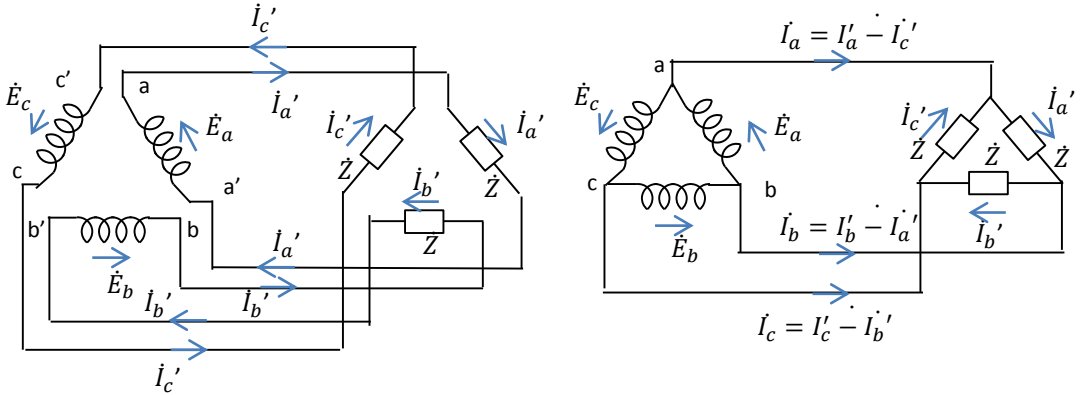 İc′
c′
a
Ėc
İa′
Ėa
İc′
İa′
Ż
Ż
c
a′
İb′
b′
b
Ż
İa′
Ėb
İb′
İb′
İc′
İa = I′a − İc′
a
Ėc
Ėa
İc′
İa′
Ż
Ż
Ż
c
b
İb = I′b − İa′
İb′
Ėb
İc = I′c − İb′